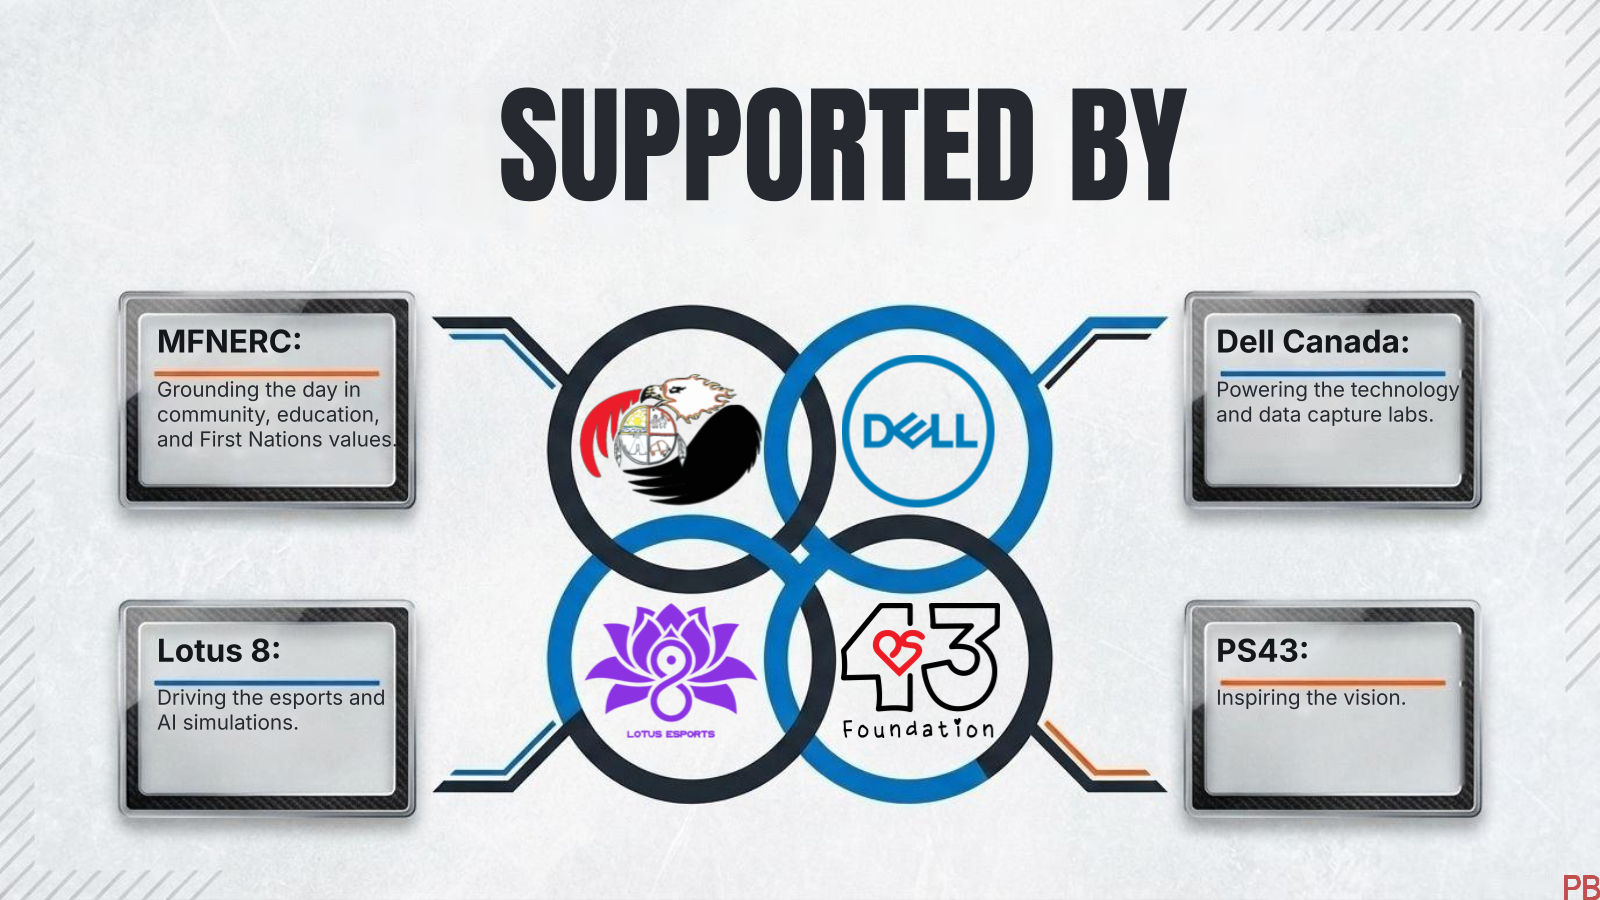 SUPPORTED BY
MFNERC:
Grounding the day in
community, education,
and First Nations values.
Dell Canada:
Powering the technology
and data capture labs.
DELL
Lotus 8:
Driving the esports and
AI simulations.
LOTUS ESPORTS
43
Foundation
PS43:
Inspiring the vision.
PB